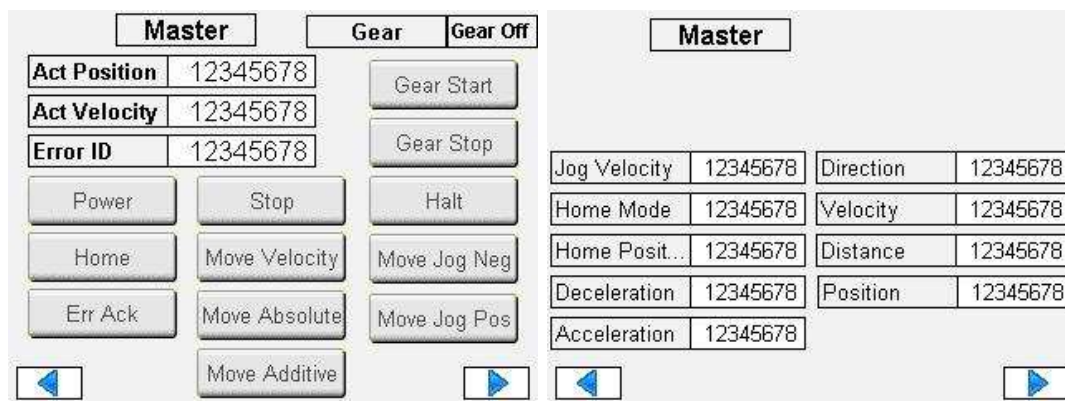 Master Gear Gear Off
Act Position 12345678
Act Velocity 12345678
Error ID 12345678
Gear Start
Gear Stop
Power Stop Halt
Home Move Velocity Move Jog Neg
Err Ack Move Absolute Move Jog Pos
Move Additive
Master
Jog Velocity 12345678 Direction 12345678
Home Mode 12345678 Velocity 12345678
Home Posit... 12345678 Distance 12345678
Deceleration 12345678 Position 12345678
Acceleration 12345678